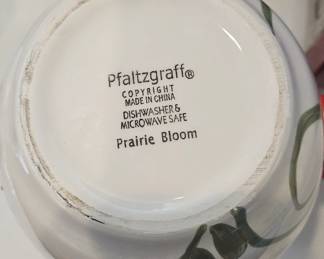 Pfaltzgraff®
COPYRIGHT
MADE IN CHINA
DISHWASHER &
MICROWAVE SAFE
Prairie Bloom